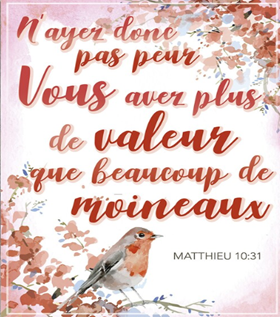 N'ayez donc
pas peur
Vous avez plus
de valeur
que beaucoup de
moineaux
MATTHIEU 10:31